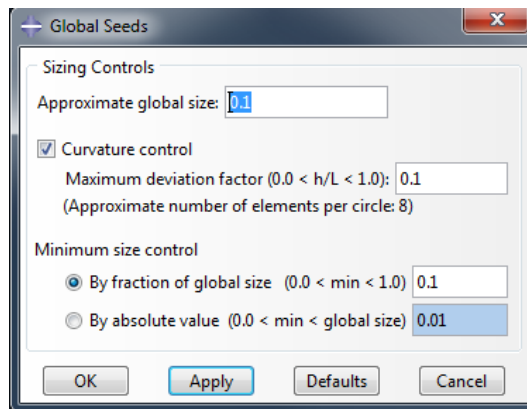 Global Seeds
Sizing Controls
Approximate global size: 0.1
Curvature control
Maximum deviation factor (0.0 < h/L < 1.0): 0.1
(Approximate number of elements per circle: 8)
Minimum size control
By fraction of global size (0.0 < min < 1.0) 0.1
By absolute value (0.0 < min < global size) 0.01
OK Apply Defaults Cancel